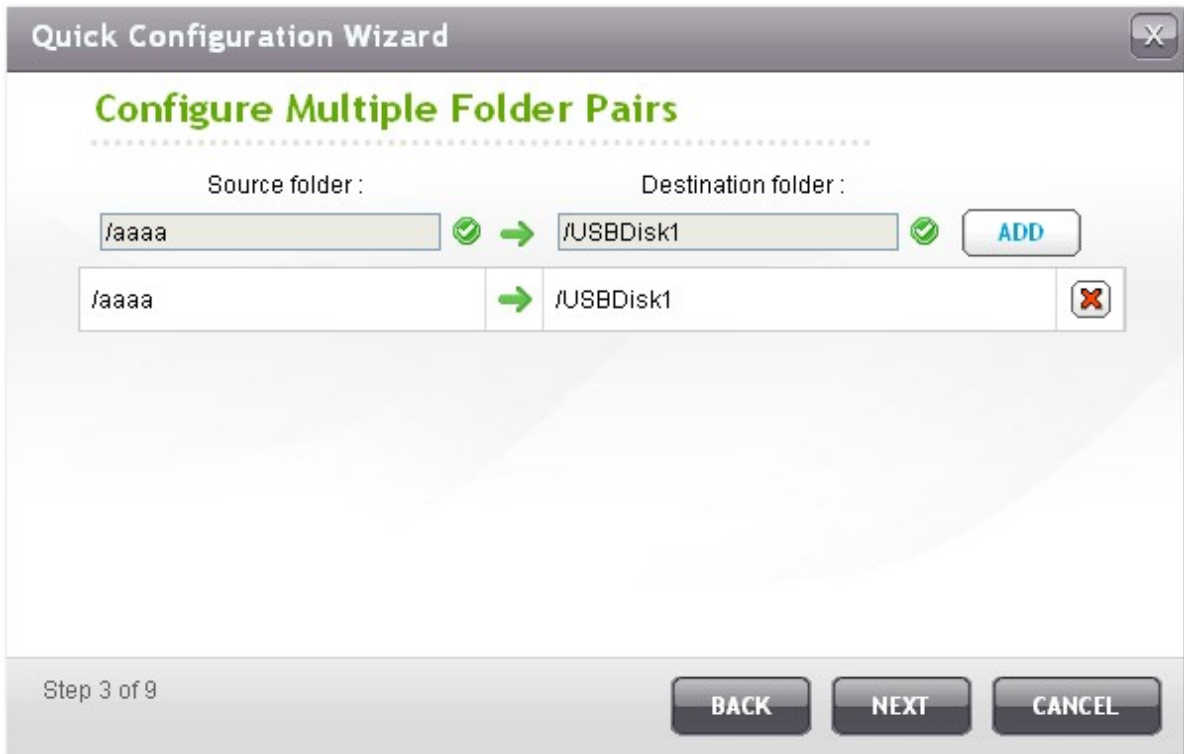 Quick Configuration Wizard X
Configure Multiple Folder Pairs
Source folder : Destination folder :
/aaaa /USBDisk1 ADD
/aaaa /USBDisk1
Step 3 of 9 BACK NEXT CANCEL